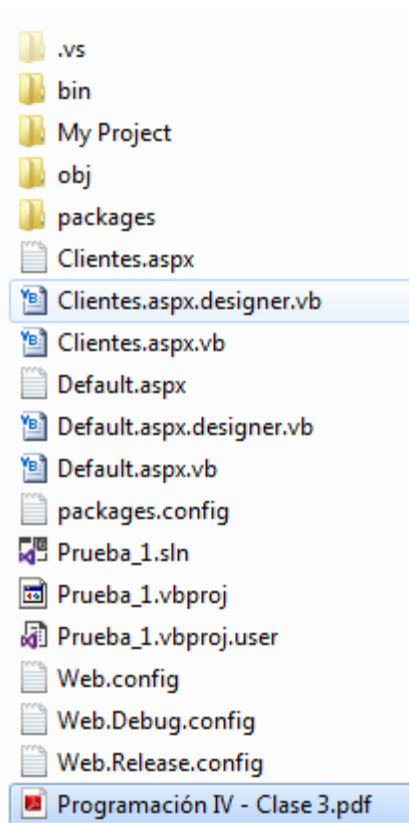 .vs
bin
My Project
obj
packages
Clientes.aspx
Clientes.aspx.designer.vb
Clientes.aspx.vb
Default.aspx
Default.aspx.designer.vb
Default.aspx.vb
packages.config
Prueba_1.sln
Prueba_1.vbproj
Prueba_1.vbproj.user
Web.config
Web.Debug.config
Web.Release.config
Programación IV - Clase 3.pdf